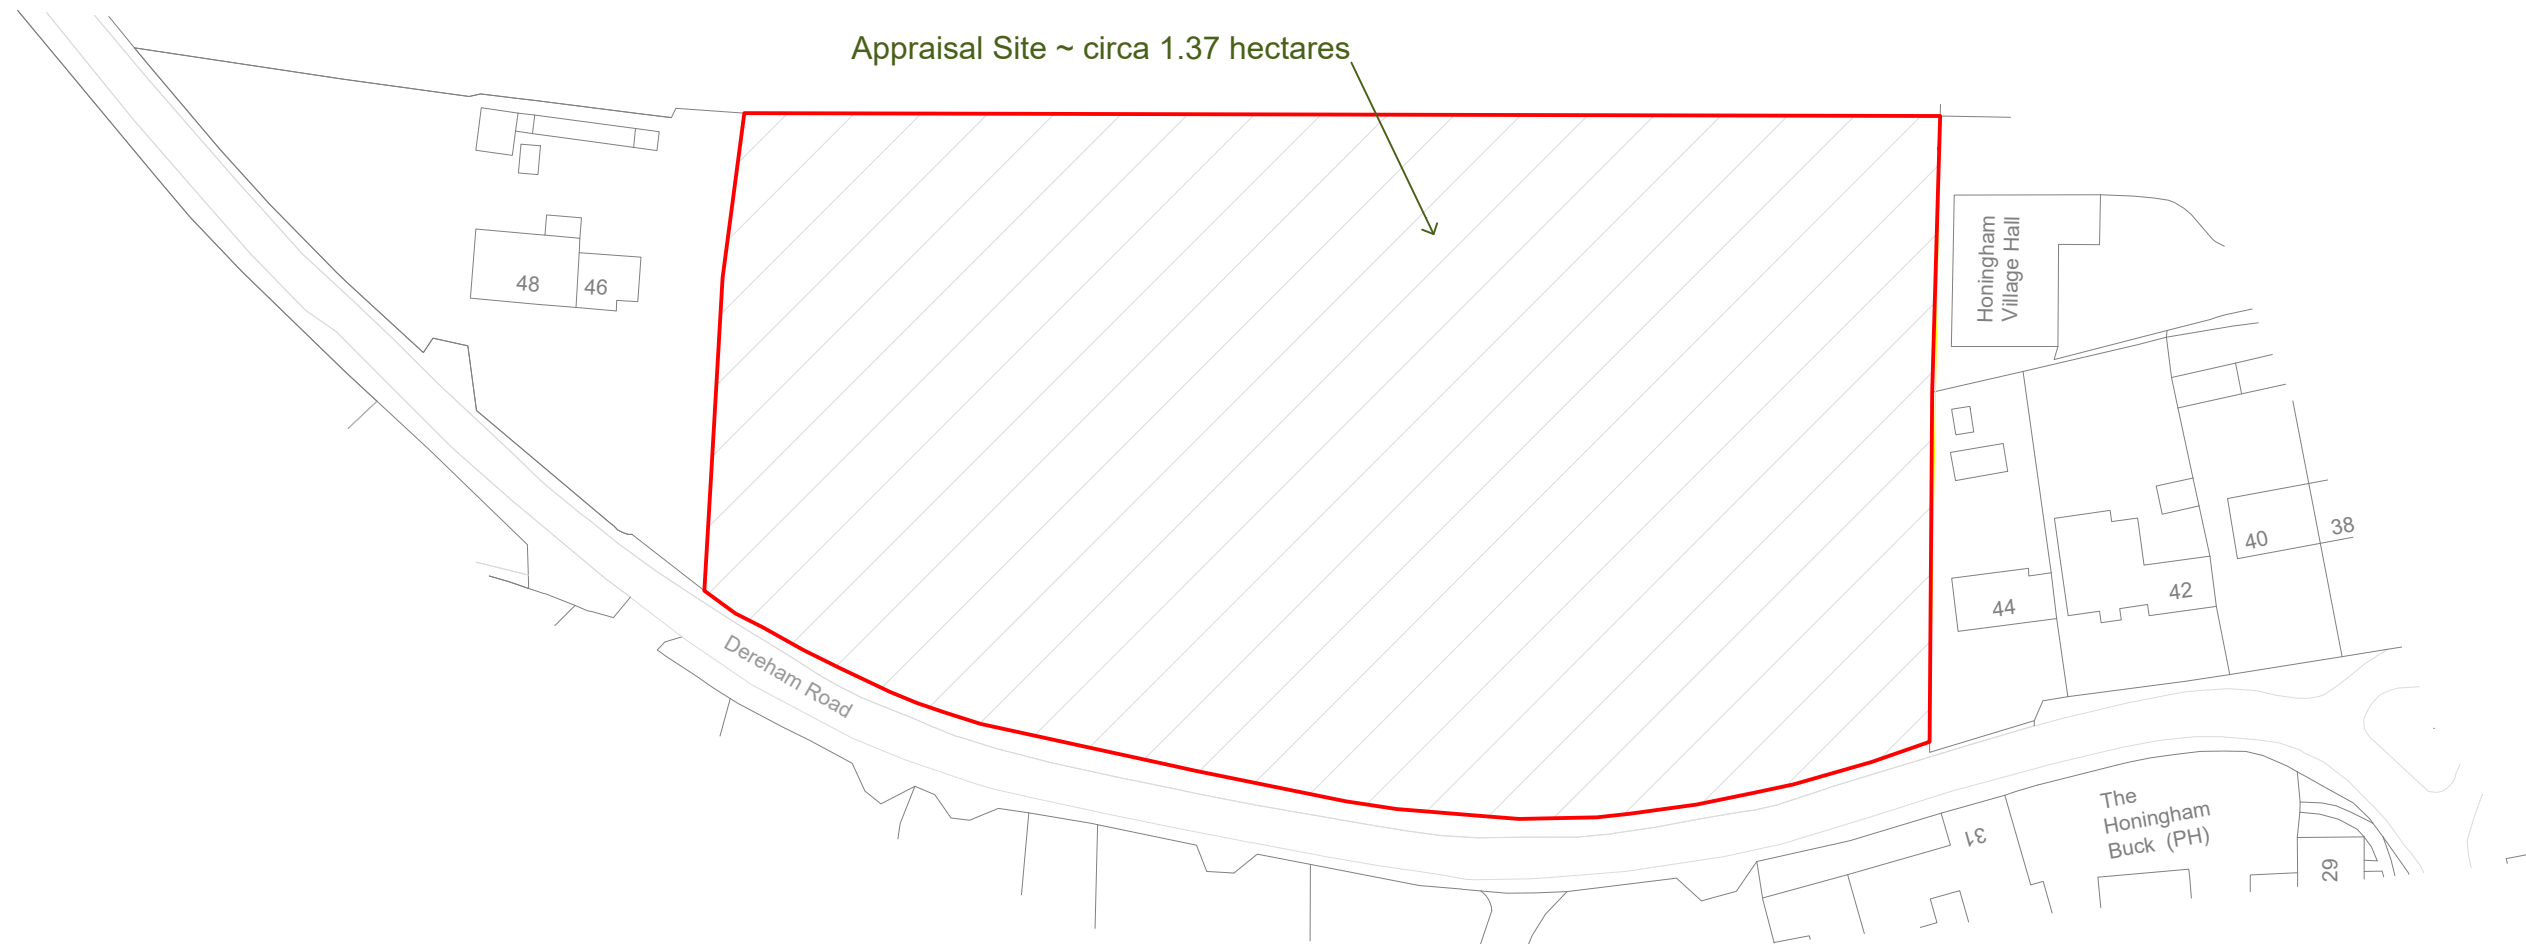 Appraisal Site ~ circa 1.37 hectares
Honingham
Village Hall
48
46
40
38
42
44
Dereham Road
31
The
Honingham
Buck (PH)
29